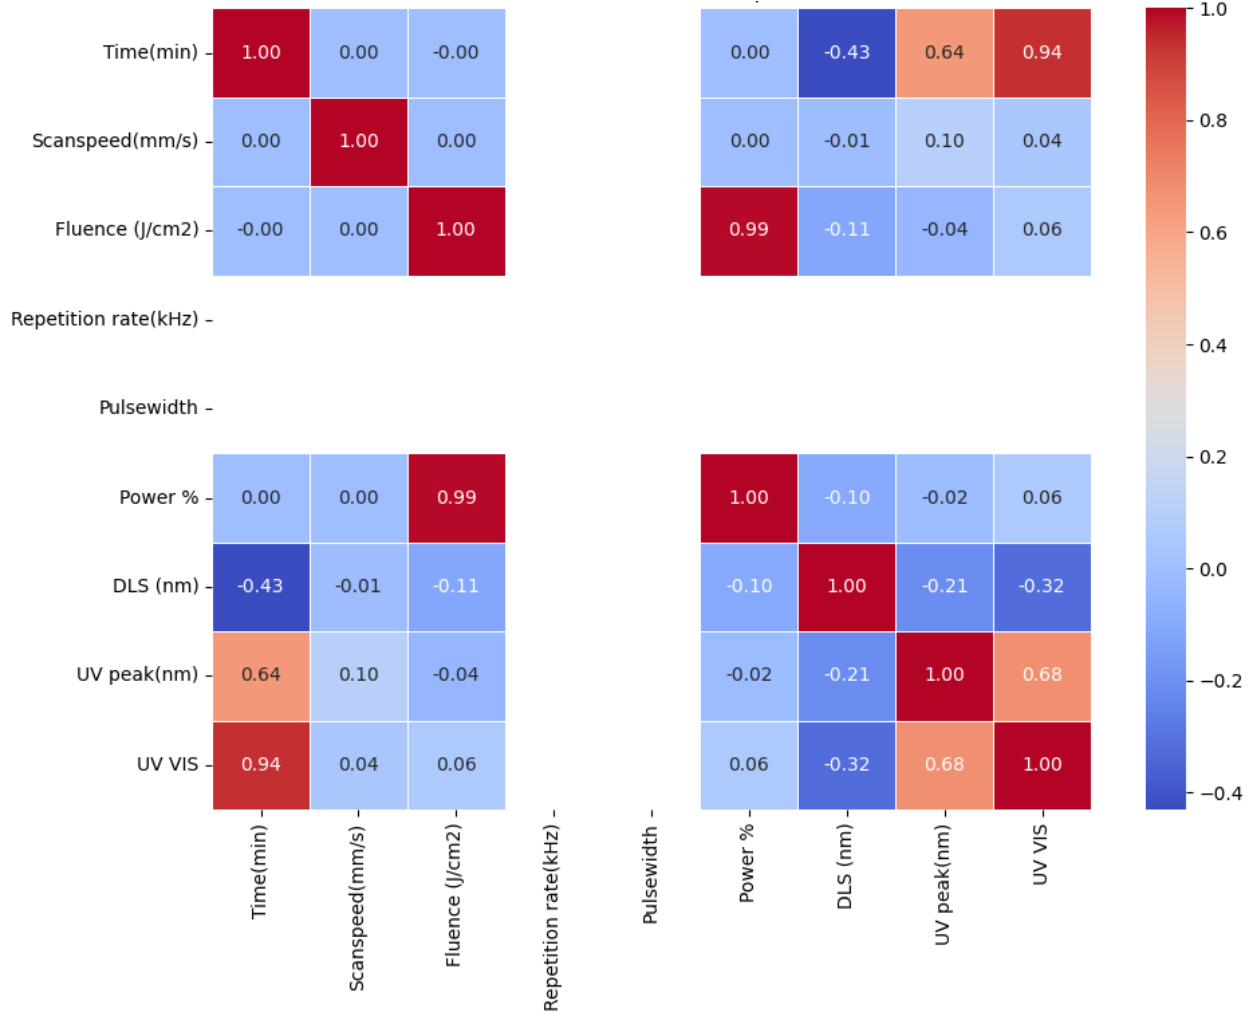 Time(min) 1.00 0.00 -0.00 0.00 -0.43 0.64 0.94
Scanspeed(mm/s) 0.00 1.00 0.00 0.00 -0.01 0.10 0.04
Fluence (J/cm2) -0.00 0.00 1.00 0.99 -0.11 -0.04 0.06
Repetition rate(kHz)
Pulsewidth
Power % 0.00 0.00 0.99 1.00 -0.10 -0.02 0.06
DLS (nm) -0.43 -0.01 -0.11 -0.10 1.00 -0.21 -0.32
UV peak(nm) 0.64 0.10 -0.04 -0.02 -0.21 1.00 0.68
UV VIS 0.94 0.04 0.06 0.06 -0.32 0.68 1.00
Time(min)
Scanspeed(mm/s)
Fluence (J/cm2)
Repetition rate(kHz)
Pulsewidth
Power %
DLS (nm)
UV peak(nm)
UV VIS
1.0
0.8
0.6
0.4
0.2
0.0
−0.2
−0.4